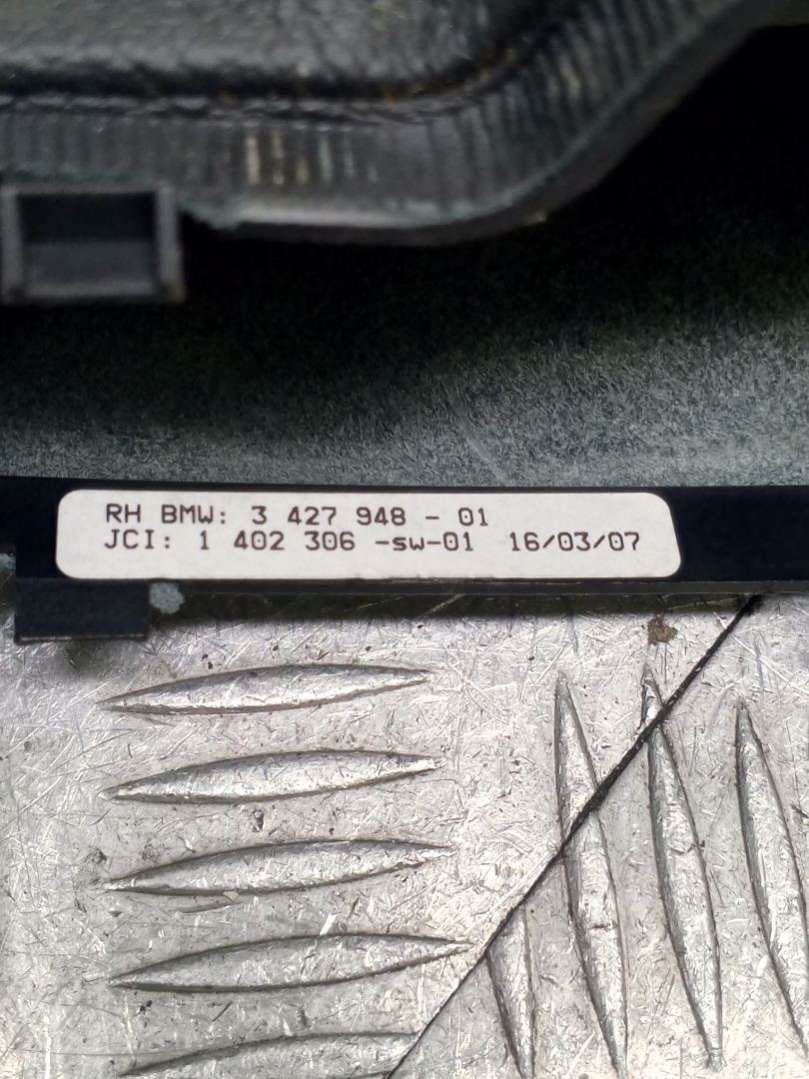 RH BMW: 3 427 948 - 01
JCI: 1 402 306 -sw-01 16/03/07